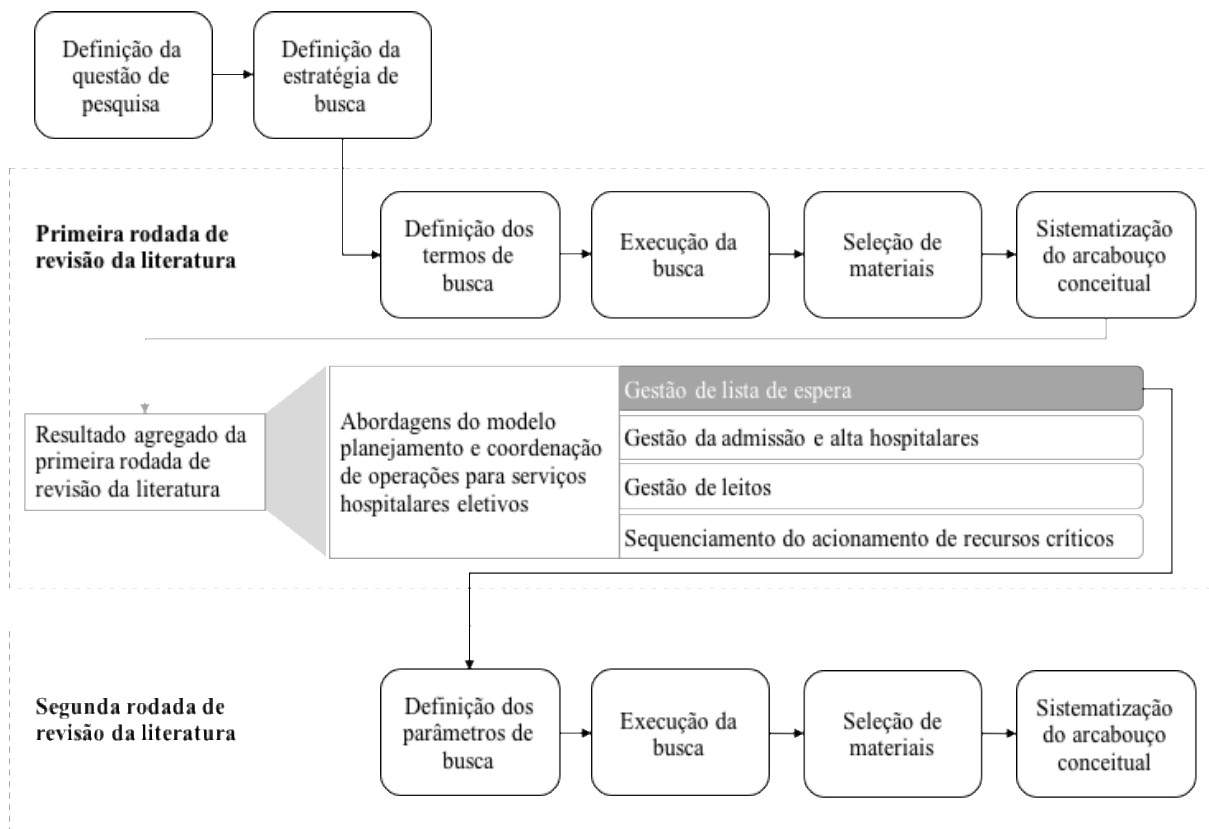 Definição da
questão de
pesquisa
Definição da
estratégia de
busca
Primeira rodada de
revisão da literatura
Definição dos
termos de
busca
Execução da
busca
Seleção de
materiais
Sistematização
do arcabouço
conceitual
Resultado agregado da
primeira rodada de
revisão da literatura
Abordagens do modelo
planejamento e coordenação
de operações para serviços
hospitalares eletivos
Gestão de lista de espera
Gestão da admissão e alta hospitalares
Gestão de leitos
Sequenciamento do acionamento de recursos críticos
Segunda rodada de
revisão da literatura
Definição dos
parâmetros de
busca
Execução da
busca
Seleção de
materiais
Sistematização
do arcabouço
conceitual